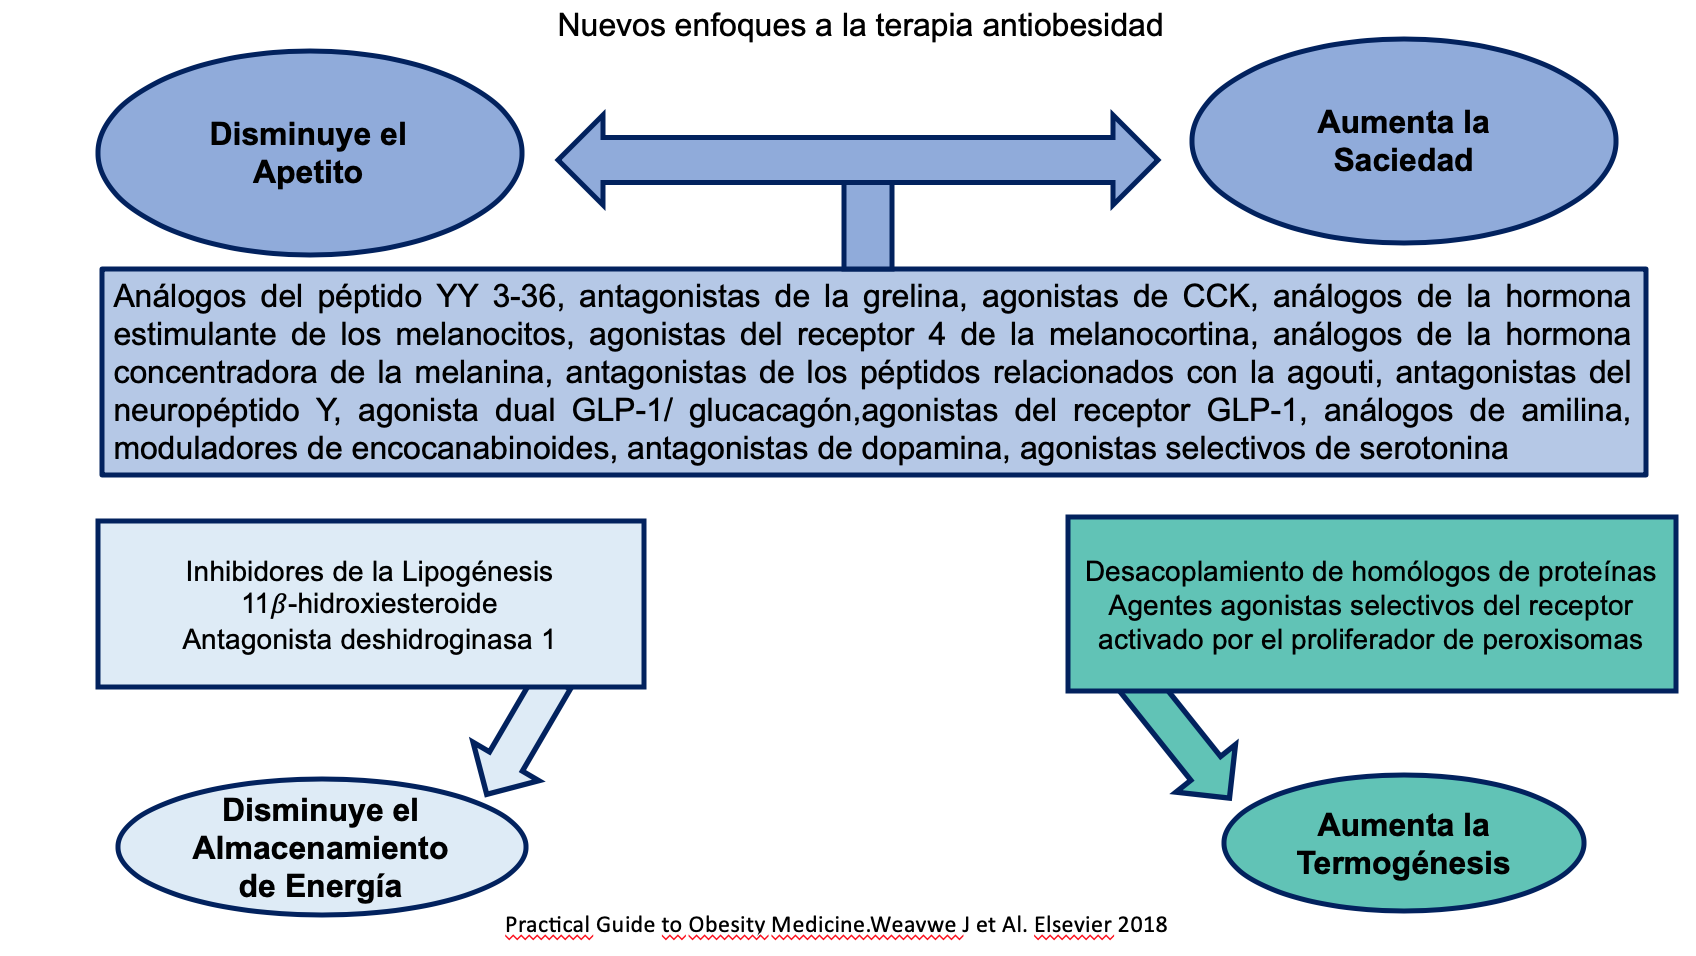 Nuevos enfoques a la terapia antiobesidad
Disminuye el
Apetito
Aumenta la
Saciedad
Análogos del péptido YY 3-36, antagonistas de la grelina, agonistas de CCK, análogos de la hormona
estimulante de los melanocitos, agonistas del receptor 4 de la melanocortina, análogos de la hormona
concentradora de la melanina, antagonistas de los péptidos relacionados con la agouti, antagonistas del
neuropéptido Y, agonista dual GLP-1/ glucacagón,agonistas del receptor GLP-1, análogos de amilina,
moduladores de encocanabinoides, antagonistas de dopamina, agonistas selectivos de serotonina
Inhibidores de la Lipogénesis
11β-hidroxiesteroide
Antagonista deshidroginasa 1
Desacoplamiento de homólogos de proteínas
Agentes agonistas selectivos del receptor
activado por el proliferador de peroxisomas
Disminuye el
Almacenamiento
de Energía
Aumenta la
Termogénesis
Practical Guide to Obesity Medicine.Weavwe J et Al. Elsevier 2018